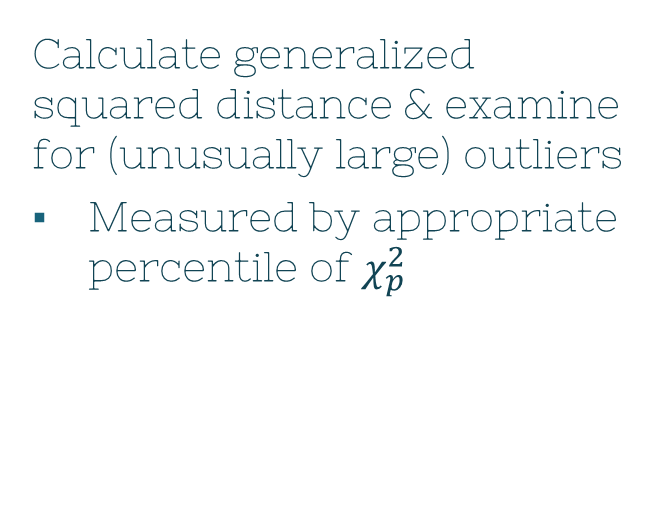 Calculate generalized
squared distance & examine
for (unusually large) outliers
▪ Measured by appropriate
percentile of χ²ₚ